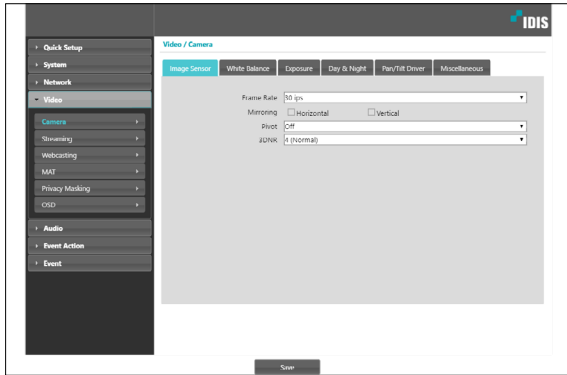 IDIS
Quick Setup
System
Network
Video
Camera
Streaming
Webcasting
MAT
Privacy Masking
OSD
Audio
Event Action
Event
Video / Camera
Image Sensor White Balance Exposure Day & Night Pan/Tilt Driver Miscellaneous
Frame Rate 30 ips
Mirroring Horizontal Vertical
Pivot Off
3DNR 4 (Normal)
Save